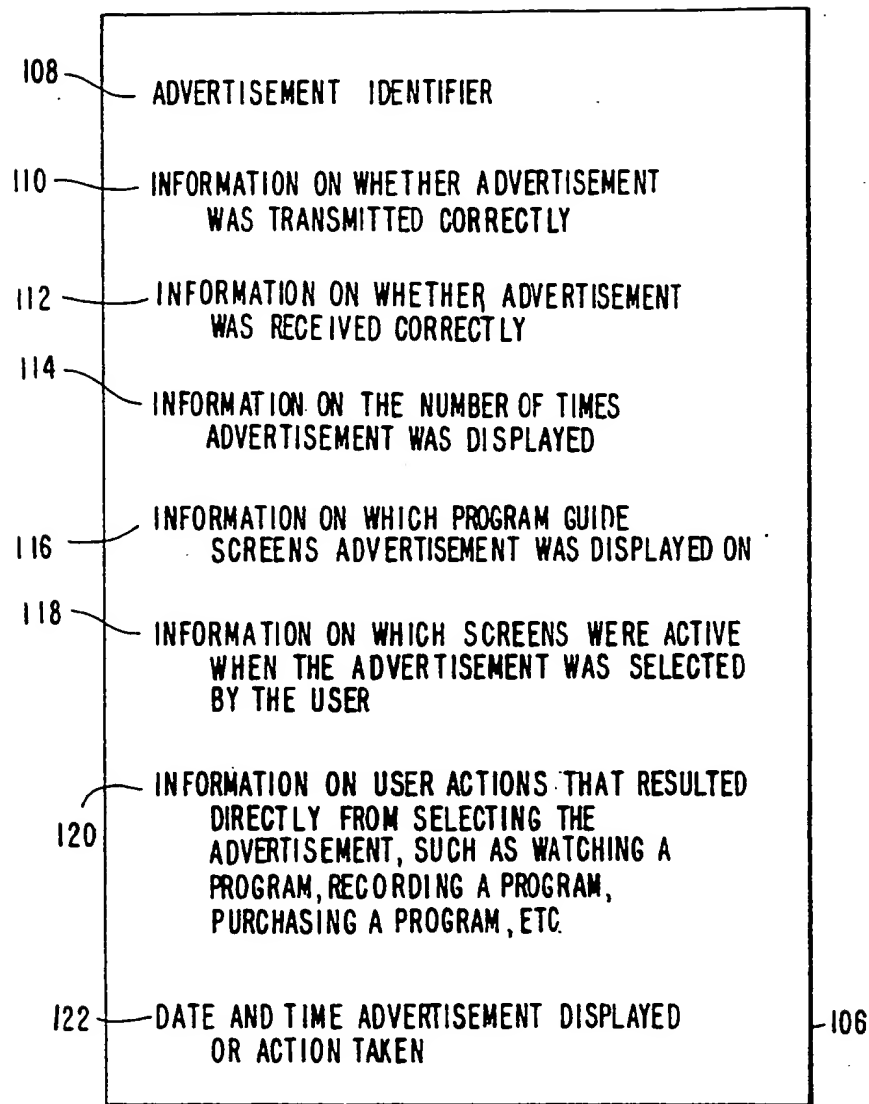 108
ADVERTISEMENT IDENTIFIER
110
INFORMATION ON WHETHER ADVERTISEMENT
WAS TRANSMITTED CORRECTLY
112
INFORMATION ON WHETHER ADVERTISEMENT
WAS RECEIVED CORRECTLY
114
INFORMATION ON THE NUMBER OF TIMES
ADVERTISEMENT WAS DISPLAYED
INFORMATION ON WHICH PROGRAM GUIDE
116
SCREENS ADVERTISEMENT WAS DISPLAYED ON
118
INFORMATION ON WHICH SCREENS WERE ACTIVE
WHEN THE ADVERTISEMENT WAS SELECTED
BY THE USER
INFORMATION ON USER ACTIONS THAT RESULTED
120
DIRECTLY FROM SELECTING THE
ADVERTISEMENT, SUCH AS WATCHING A
PROGRAM, RECORDING A PROGRAM,
PURCHASING A PROGRAM, ETC.
122
DATE AND TIME ADVERTISEMENT DISPLAYED
106
OR ACTION TAKEN